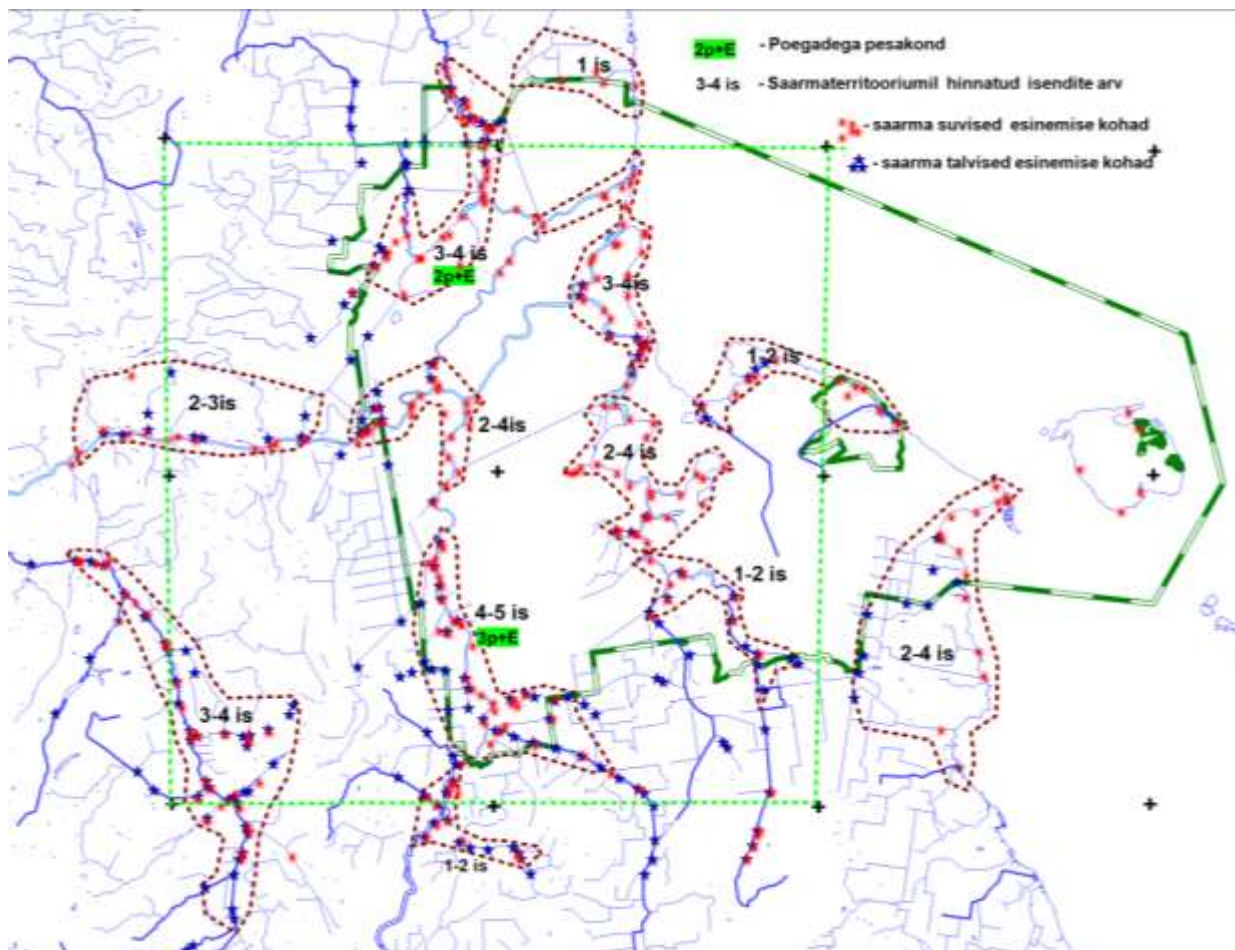 2p+E - Poegadega pesakond
3-4 is - Saarmaterritooriumil hinnatud isendite arv
- saarma suvised esinemise kohad
- saarma talvised esinemise kohad
1 is
3-4 is
2p+E
3-4is
1-2 is
2-3is
2-4is
2-4 is
1-2 is
4-5 is
3p+E
2-4 is
3-4 is
1-2 is